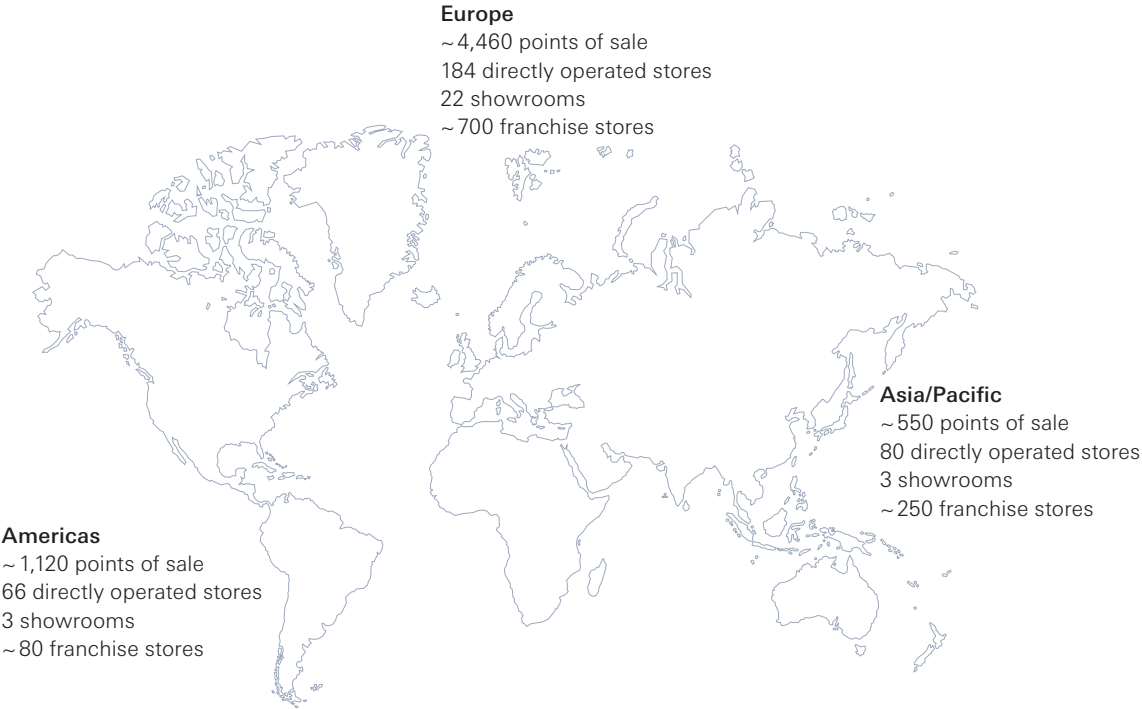 Europe
~4,460 points of sale
184 directly operated stores
22 showrooms
~700 franchise stores
Asia/Pacific
~550 points of sale
80 directly operated stores
3 showrooms
~250 franchise stores
Americas
~1,120 points of sale
66 directly operated stores
3 showrooms
~80 franchise stores